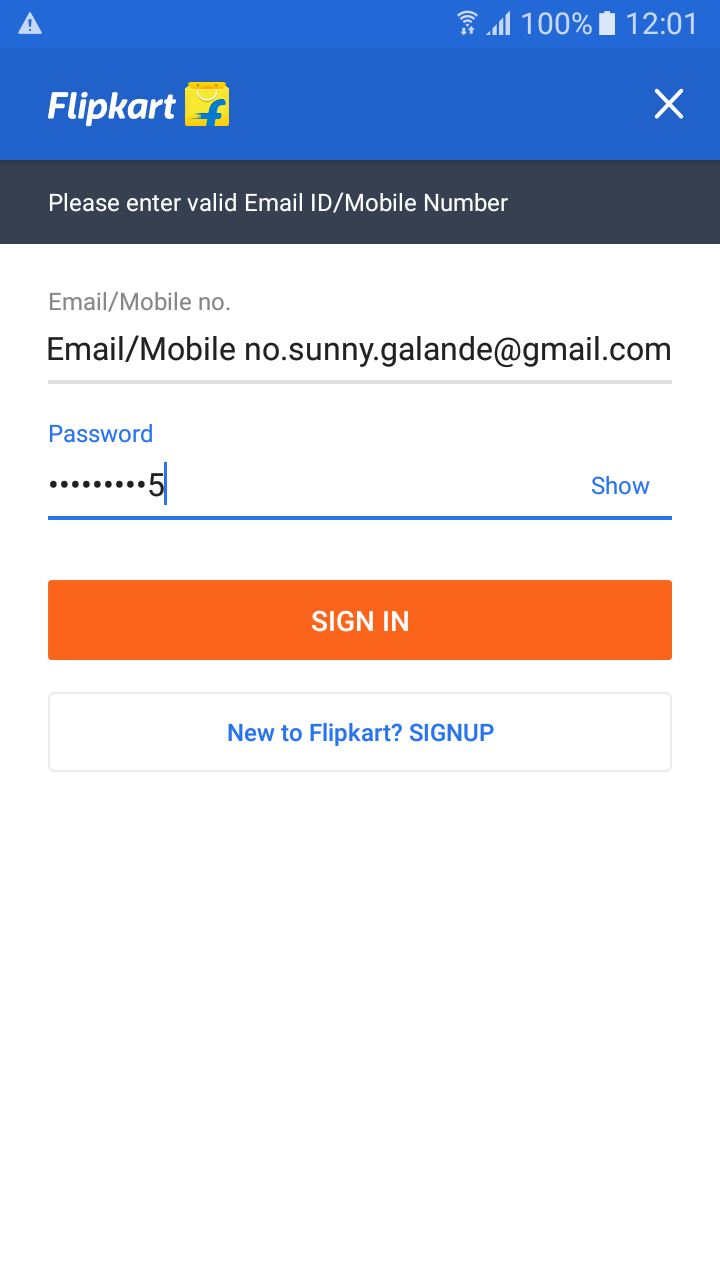 100% 12:01
Flipkart
Please enter valid Email ID/Mobile Number
Email/Mobile no.
Email/Mobile no.sunny.galande@gmail.com
Password
•••••••••5 Show
SIGN IN
New to Flipkart? SIGNUP